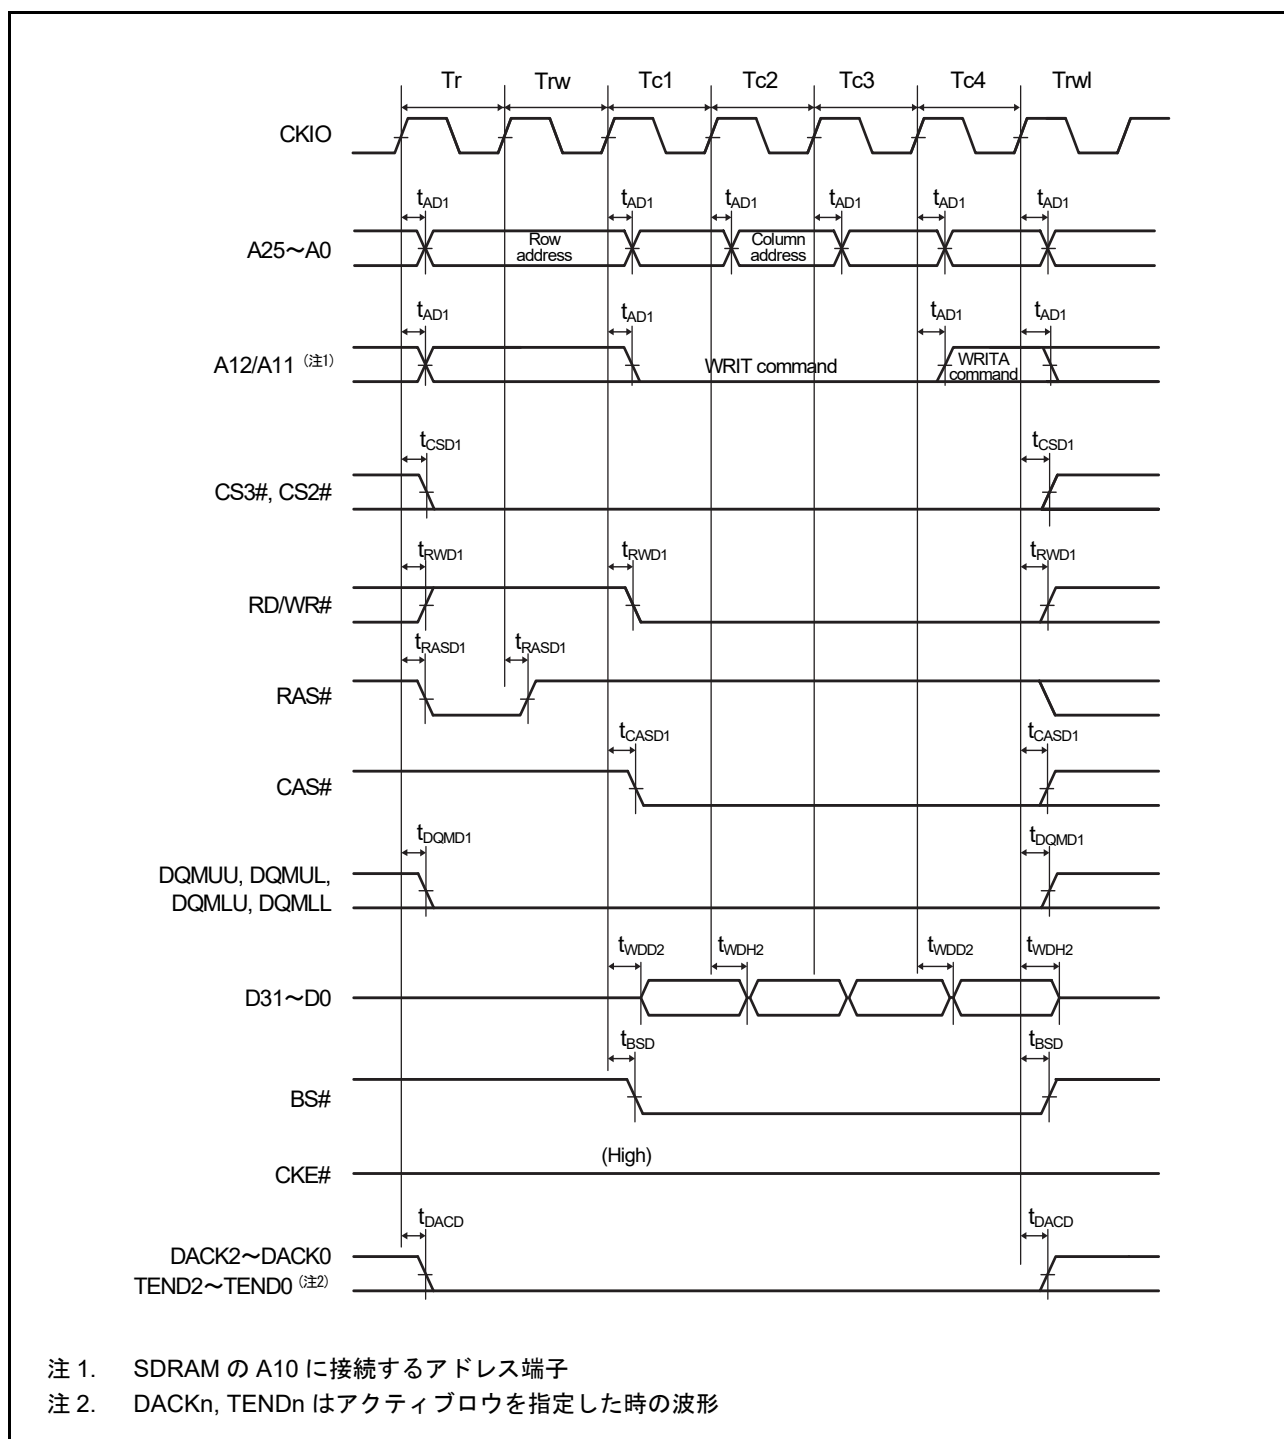 Tr Trw Tc1 Tc2 Tc3 Tc4 Trwl
CKIO
tAD1 tAD1 tAD1 tAD1 tAD1 tAD1
A25～A0
Row address
Column address
tAD1 tAD1 tAD1 tAD1
A12/A11 (注1)
WRIT command
WRITA command
tCSD1 tCSD1
CS3#, CS2#
tRWD1 tRWD1 tRWD1
RD/WR#
tRASD1 tRASD1
RAS#
tCASD1 tCASD1
CAS#
tDQMD1 tDQMD1
DQMUU, DQMUL,
DQMLU, DQMLL
tWDD2 tWDH2 tWDD2 tWDH2
D31～D0
tBSD tBSD
BS#
(High)
CKE#
tDACD tDACD
DACK2～DACK0
TEND2～TEND0 (注2)
注 1. SDRAM の A10 に接続するアドレス端子
注 2. DACKn, TENDn はアクティブロウを指定した時の波形